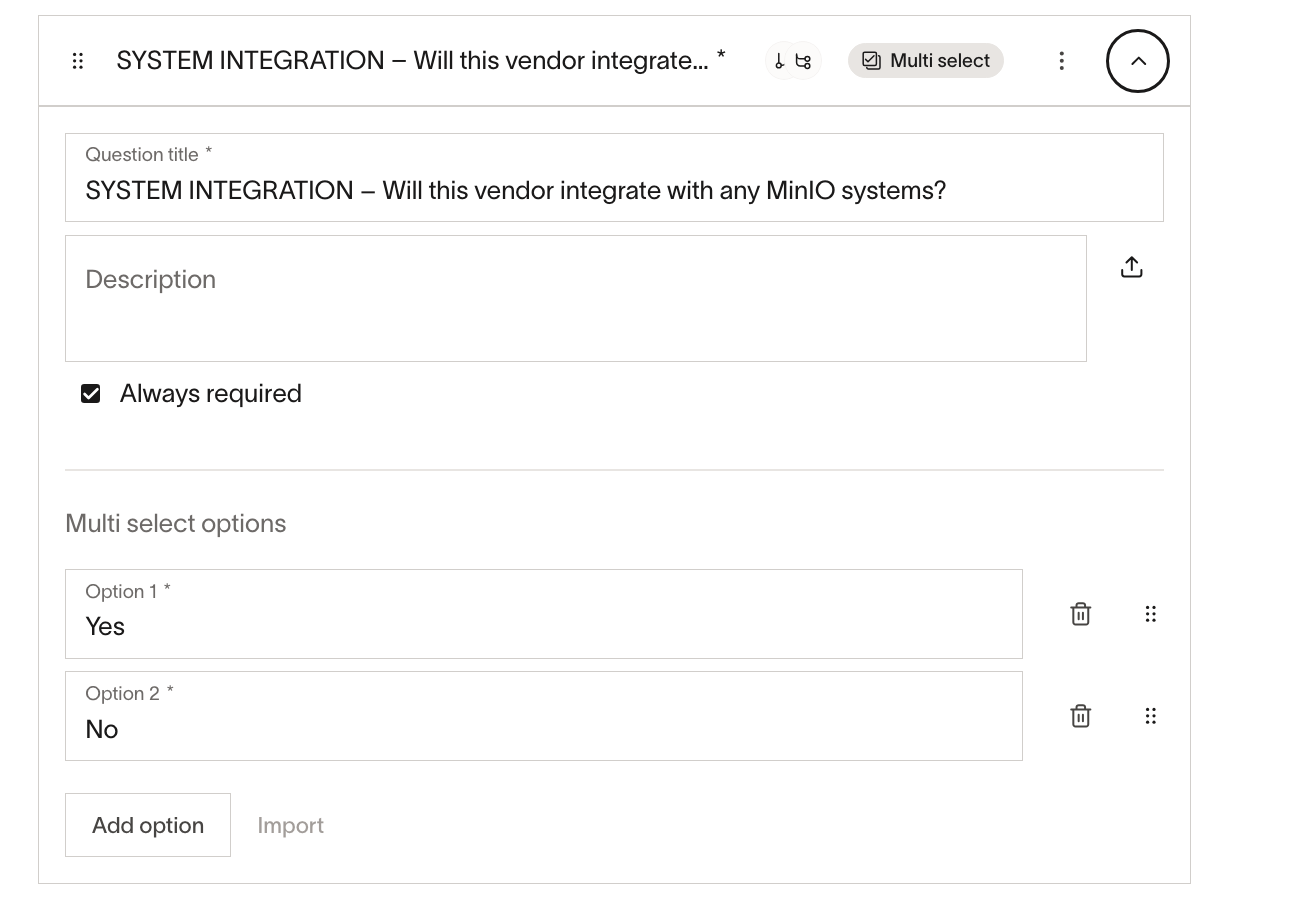 SYSTEM INTEGRATION – Will this vendor integrate... *
Multi select
Question title *
SYSTEM INTEGRATION – Will this vendor integrate with any MinIO systems?
Description
Always required
Multi select options
Option 1 *
Yes
Option 2 *
No
Add option
Import